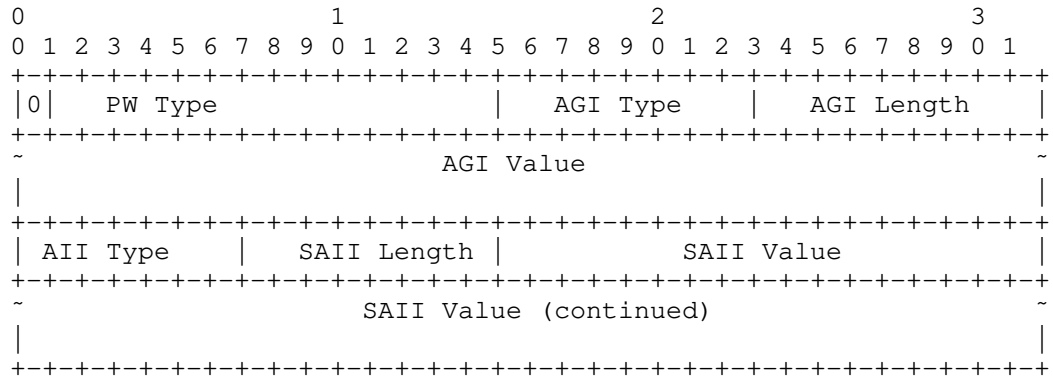 0                   1                   2                   3
0 1 2 3 4 5 6 7 8 9 0 1 2 3 4 5 6 7 8 9 0 1 2 3 4 5 6 7 8 9 0 1
+-+-+-+-+-+-+-+-+-+-+-+-+-+-+-+-+-+-+-+-+-+-+-+-+-+-+-+-+-+-+-+-+
|0|    PW Type                |   AGI Type    |   AGI Length    |
+-+-+-+-+-+-+-+-+-+-+-+-+-+-+-+-+-+-+-+-+-+-+-+-+-+-+-+-+-+-+-+-+
~                          AGI Value                            ~
|                                                               |
+-+-+-+-+-+-+-+-+-+-+-+-+-+-+-+-+-+-+-+-+-+-+-+-+-+-+-+-+-+-+-+-+
| AII Type    |   SAII Length |           SAII Value            |
+-+-+-+-+-+-+-+-+-+-+-+-+-+-+-+-+-+-+-+-+-+-+-+-+-+-+-+-+-+-+-+-+
~                     SAII Value (continued)                    ~
|                                                               |
+-+-+-+-+-+-+-+-+-+-+-+-+-+-+-+-+-+-+-+-+-+-+-+-+-+-+-+-+-+-+-+-+